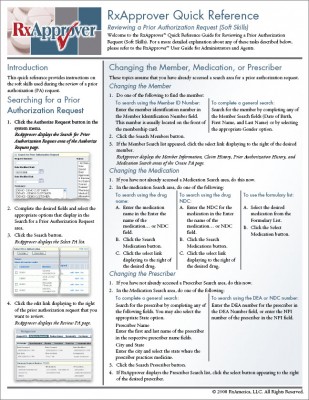 RxApprover
RxApprover Quick Reference
Reviewing a Prior Authorization Request (Soft Skills)
Welcome to the RxApprover™ Quick Reference Guide for Reviewing a Prior Authorization
Request (Soft Skills). For a more detailed explanation about any of these tasks described below,
please refer to the RxApprover™ User Guide for Administrators and Agents.
Introduction
This quick reference provides instructions on
the soft skills used during the review of a prior
authorization (PA) request.
Searching for a Prior
Authorization Request
1. Click the Authorize Request button in the
system menu.
RxApprover displays the Search for Prior
Authorization Request area of the Authorize
Request page.
2. Complete the desired fields and select the
appropriate options that display in the
Search for a Prior Authorization Request
area.
3. Click the Search button.
RxApprover displays the Select PA list.
4. Click the edit link displaying to the right
of the prior authorization request that you
want to review.
RxApprover displays the Review PA page.
Changing the Member, Medication, or Prescriber
These topics assume that you have already accessed a search area for a prior authorization request.
Changing the Member
1. Do one of the following to find the member:
To search using the Member ID Number:
Enter the member identification number in
the Member Identification Number field.
This number is usually located on the front of
the membership card.
To complete a general search:
Search for the member by completing any of
the Member Search fields (Date of Birth,
First Name, and Last Name) or by selecting
the appropriate Gender option.
2. Click the Search Members button.
3. If the Member Search list appeared, click the select link displaying to the right of the desired
member.
RxApprover displays the Member Information, Claim History, Prior Authorization History, and
Medication Search areas of the Create PA page.
Changing the Medication
1. If you have not already accessed a Medication Search area, do this now.
2. In the Medication Search area, do one of the following:
To search using the drug
name:
A. Enter the medication
name in the Enter the
name of the
medication… or NDC
field.
B. Click the Search
Medications button.
C. Click the select link
displaying to the right of
the desired drug.
To search using the drug
NDC:
A. Enter the NDC for the
medication in the Enter
the name of the
medication… or NDC
field.
B. Click the Search
Medications button.
C. Click the select link
displaying to the right of
the desired drug.
To use the formulary list:
A. Select the desired
medication from the
Formulary List.
B. Click the Select
Medication button.
Changing the Prescriber
1. If you have not already accessed a Prescriber Search area, do this now.
2. In the Medication Search area, do one of the following:
To complete a general search:
Search for the prescriber by completing any of
the following fields. You may also select the
appropriate State option.
Prescriber Name
Enter the first and last name of the prescriber
in the respective prescriber name fields.
City and State
Enter the city and select the state where the
prescriber practices medicine.
To search using the DEA or NDC number:
Enter the DEA number for the prescriber in
the DEA Number field, or enter the NPI
number of the prescriber in the NPI field.
3. Click the Search Prescriber button.
4. If RxApprover displays the Prescriber Search list, click the select button appearing to the right
of the desired prescriber.
© 2008 RxAmerica, LLC. All Rights Reserved.